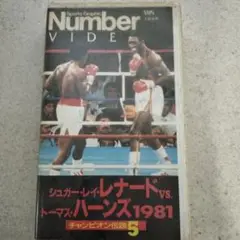 Sports Graphic
Number
VIDEO
VHS
シュガー・レイ・レナード VS.
トーマス・ハーンズ 1981
チャンピオン伝説 5